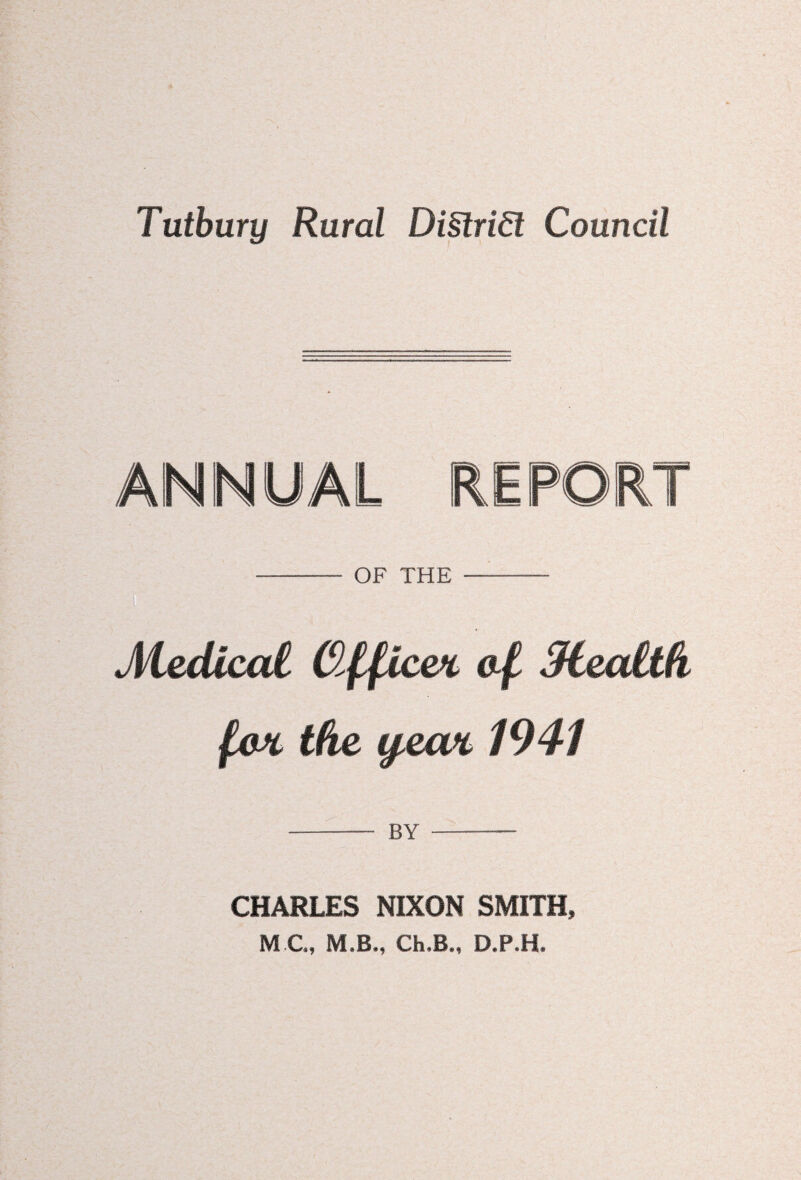 Tutbury Rural District Council
ANNUAL REPORT
OF THE
Medical Officer of Health
for the year 1941
BY
CHARLES NIXON SMITH,
M.C., M.B., Ch.B., D.P.H.